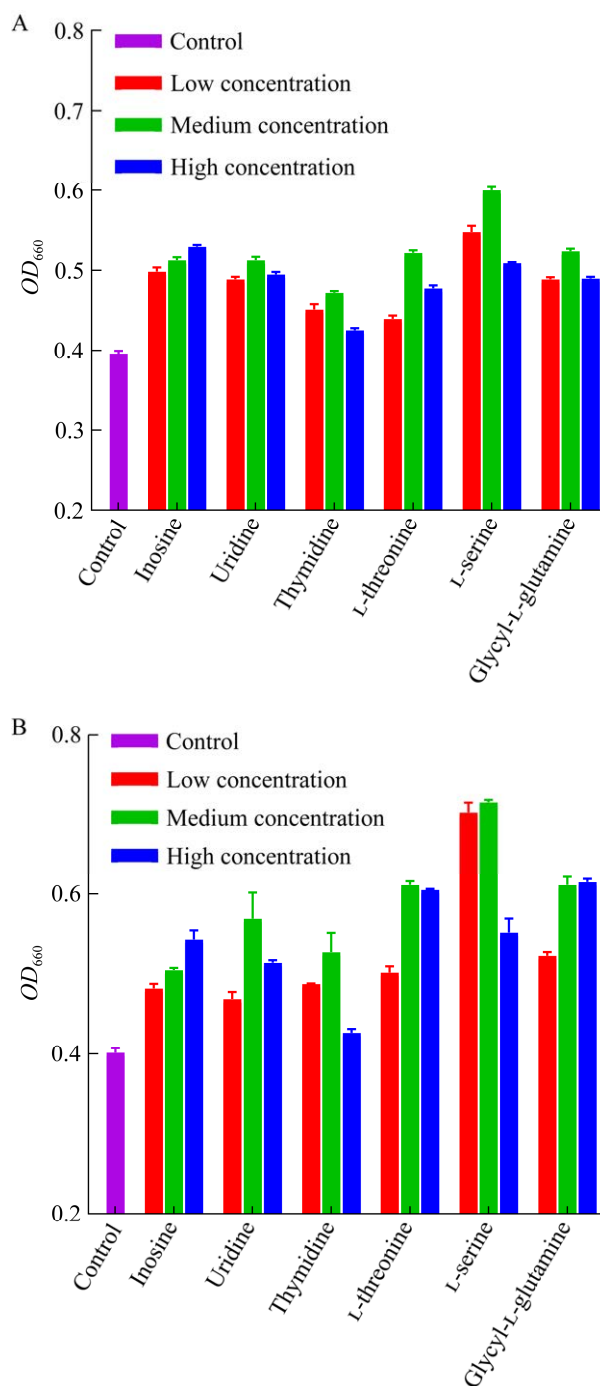 A
0.8
0.7
0.6
0.5
0.4
0.3
0.2
OD660
Control
Low concentration
Medium concentration
High concentration
Control
Inosine
Uridine
Thymidine
ʟ-threonine
ʟ-serine
Glycyl-ʟ-glutamine
B
0.8
0.6
0.4
0.2
OD660
Control
Low concentration
Medium concentration
High concentration
Control
Inosine
Uridine
Thymidine
ʟ-threonine
ʟ-serine
Glycyl-ʟ-glutamine